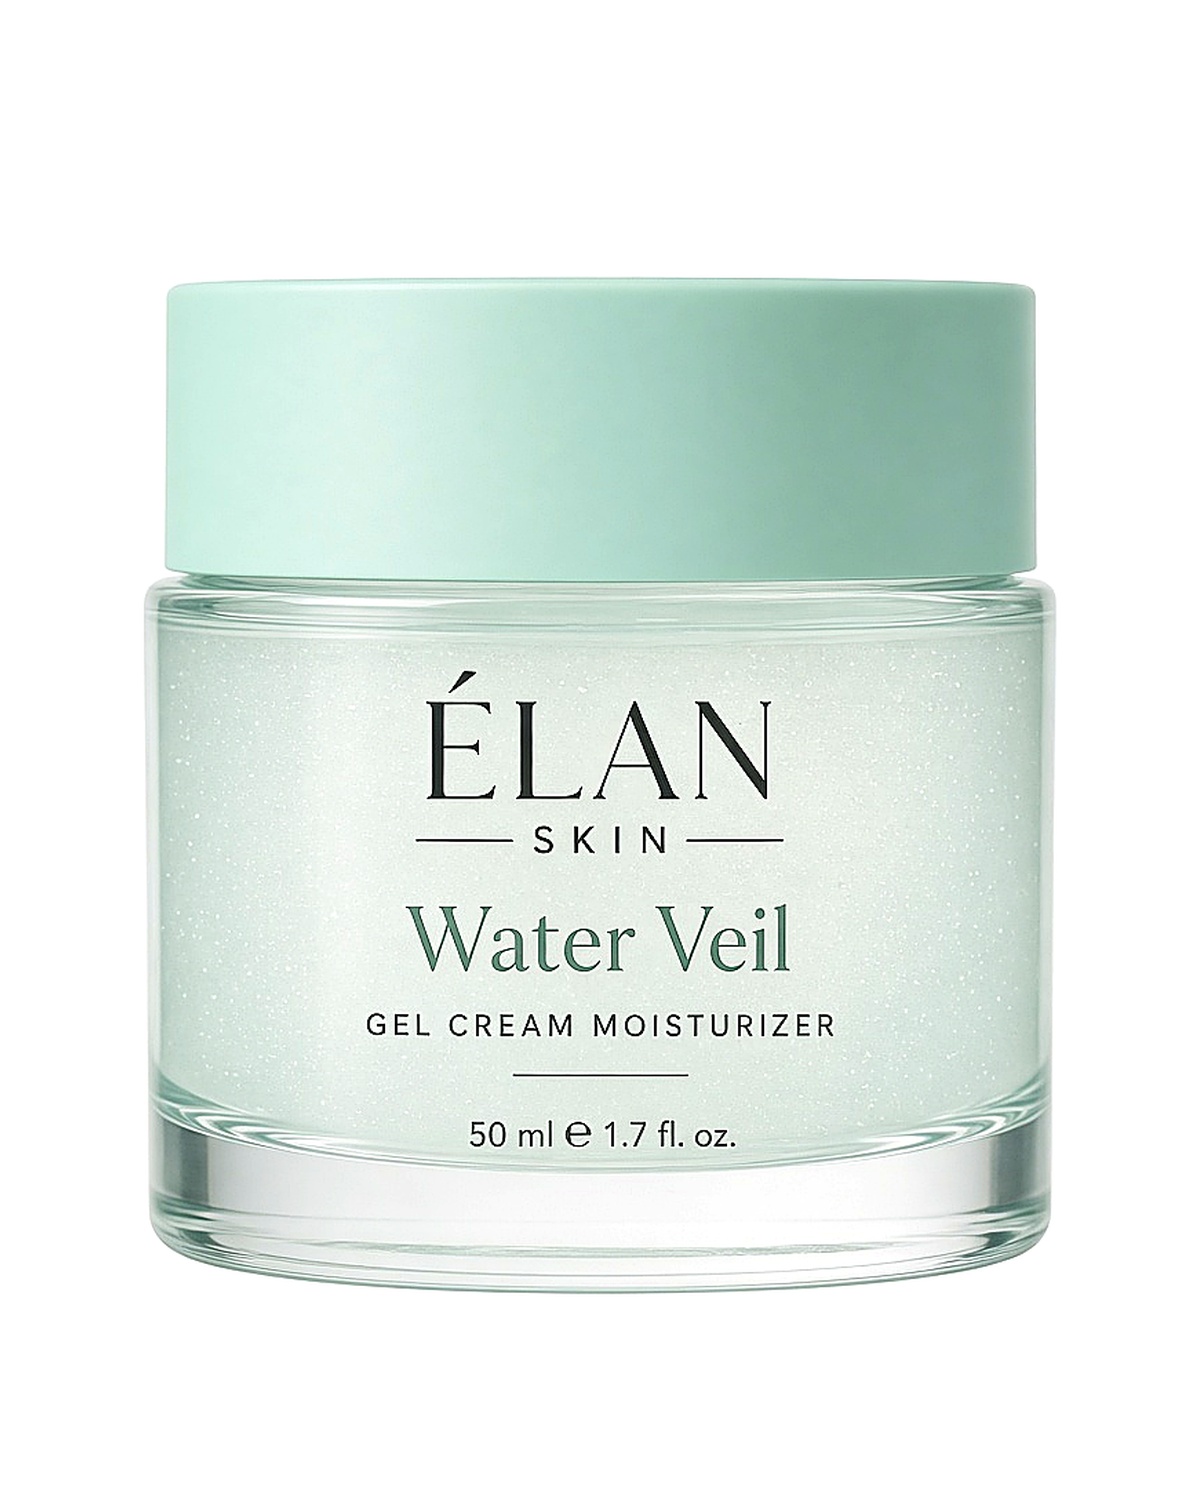 ÉLAN
SKIN
Water Veil
GEL CREAM MOISTURIZER
50 ml ℮ 1.7 fl. oz.